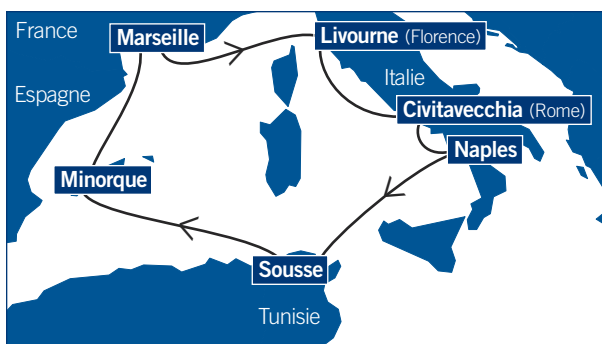 France
Marseille
Livourne (Florence)
Italie
Espagne
Civitavecchia (Rome)
Naples
Minorque
Sousse
Tunisie